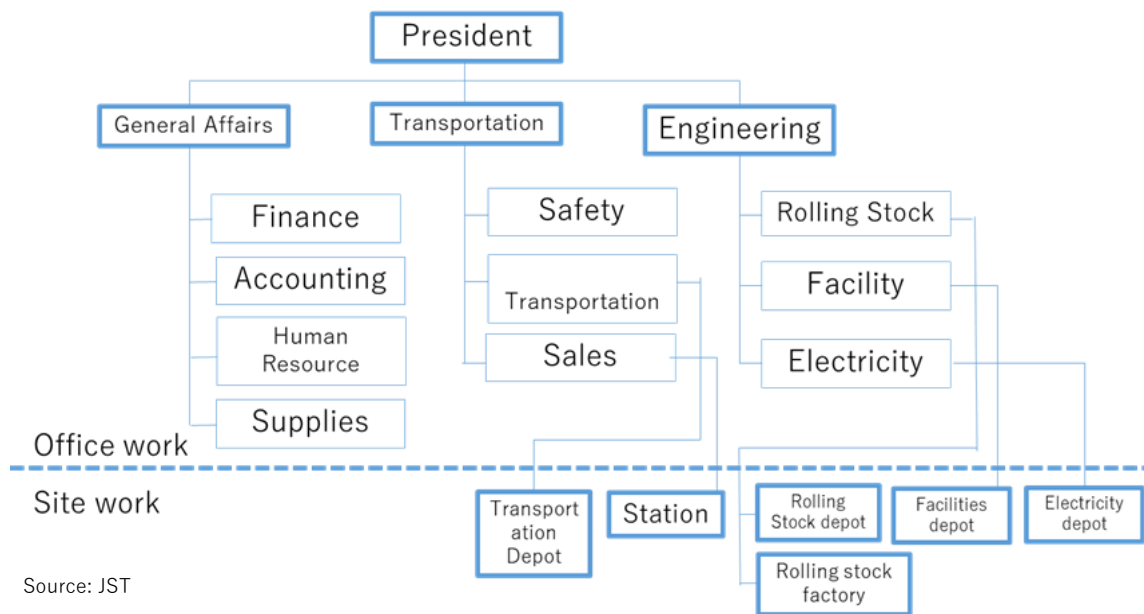 President
General Affairs
Transportation
Engineering
Finance
Accounting
Human
Resource
Supplies
Safety
Transportation
Sales
Rolling Stock
Facility
Electricity
Office work
Site work
Transport
ation
Depot
Station
Rolling
Stock depot
Facilities
depot
Electricity
depot
Rolling stock
factory
Source: JST